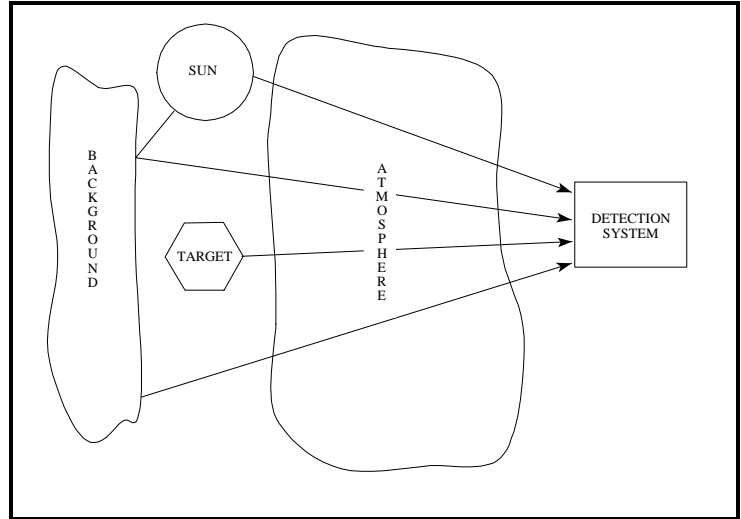 SUN
BACKGROUND
ATMOSPHERE
TARGET
DETECTION
SYSTEM